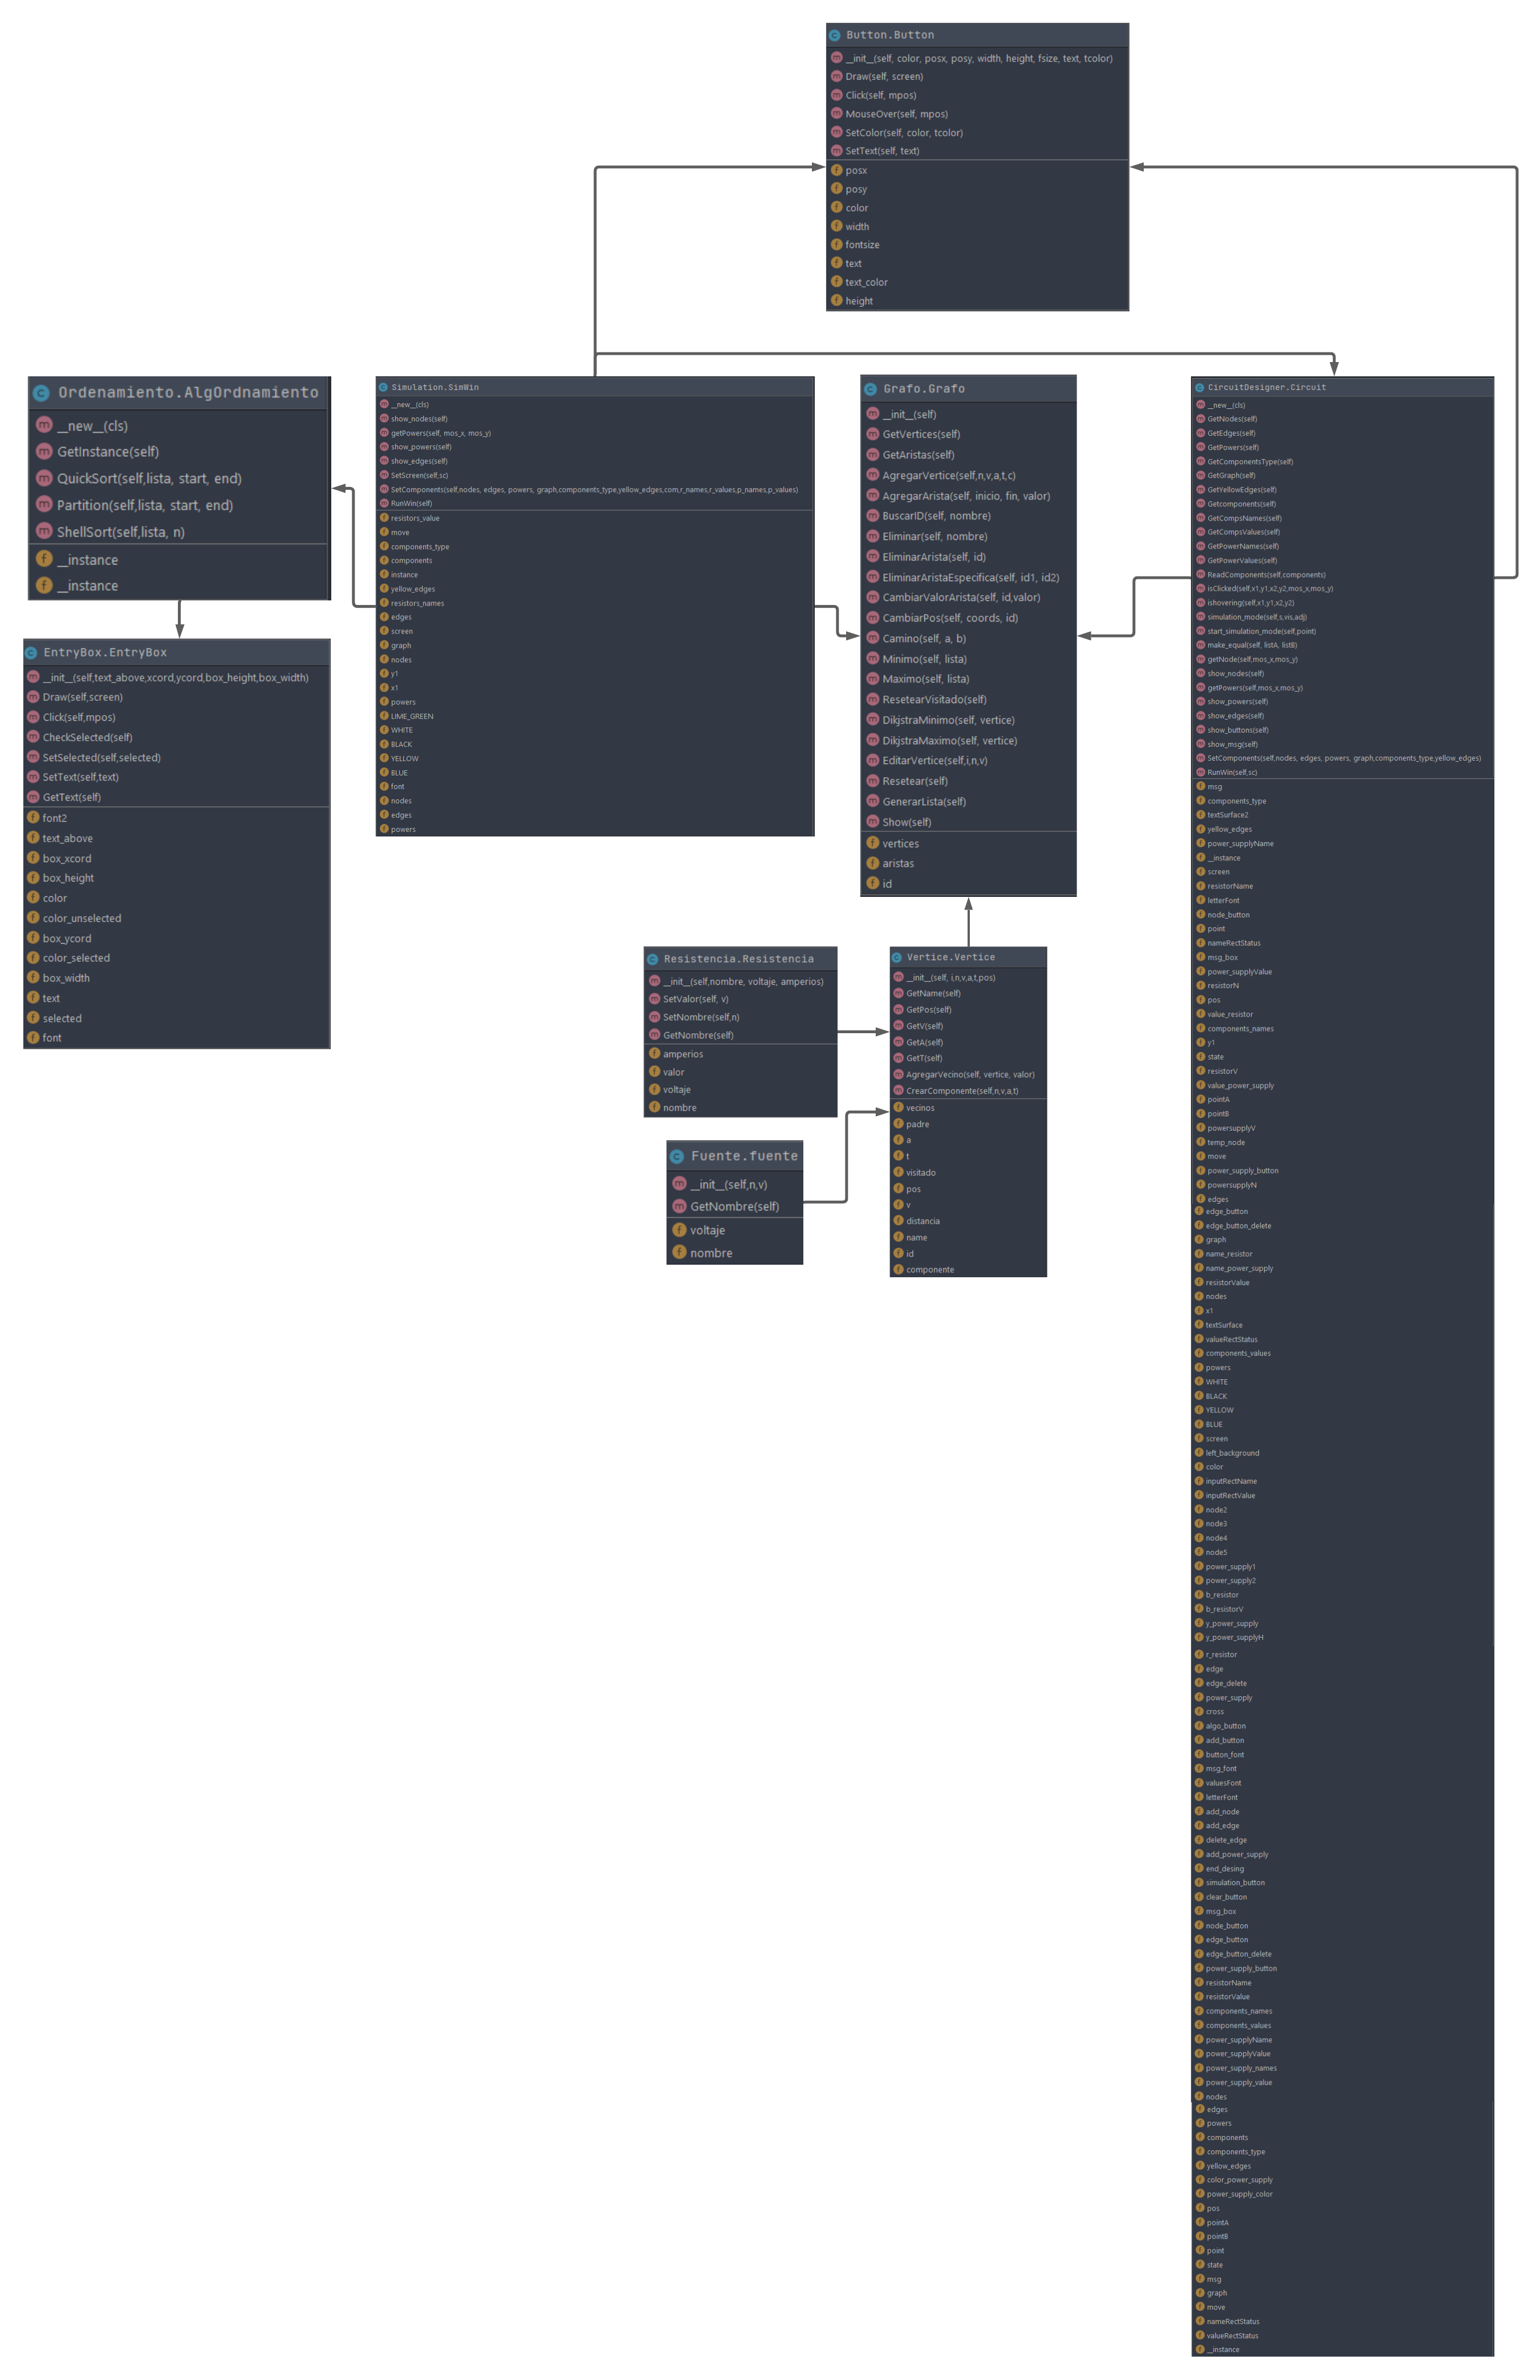 Button.Button
__init__(self, color, posx, posy, width, height, fsize, text, tcolor)
Draw(self, screen)
Click(self, mpos)
MouseOver(self, mpos)
SetColor(self, color, tcolor)
SetText(self, text)
posx
posy
color
width
fontsize
text
text_color
height
Ordenamiento.AlgOrdnamiento
__new__(cls)
GetInstance(self)
QuickSort(self,lista, start, end)
Partition(self,lista, start, end)
ShellSort(self,lista, n)
__instance
__instance
EntryBox.EntryBox
__init__(self,text_above,xcord,ycord,box_height,box_width)
Draw(self,screen)
Click(self,mpos)
CheckSelected(self)
SetSelected(self,selected)
SetText(self,text)
GetText(self)
font2
text_above
box_xcord
box_height
color
color_unselected
box_ycord
color_selected
box_width
text
selected
font
Simulation.SimWin
__new__(cls)
show_nodes(self)
getPowers(self, mos_x, mos_y)
show_powers(self)
show_edges(self)
SetScreen(self,sc)
SetComponents(self,nodes, edges, powers, graph,components_type,yellow_edges,com,r_names,r_values,p_names,p_values)
RunWin(self)
resistors_value
move
components_type
components
instance
yellow_edges
resistors_names
edges
screen
graph
nodes
y1
x1
powers
LIME_GREEN
WHITE
BLACK
YELLOW
BLUE
font
nodes
edges
powers
Grafo.Grafo
__init__(self)
GetVertices(self)
GetAristas(self)
AgregarVertice(self,n,v,a,t,c)
AgregarArista(self, inicio, fin, valor)
BuscarID(self, nombre)
Eliminar(self, nombre)
EliminarArista(self, id)
EliminarAristaEspecifica(self, id1, id2)
CambiarValorArista(self, id,valor)
CambiarPos(self, coords, id)
Camino(self, a, b)
Minimo(self, lista)
Maximo(self, lista)
ResetearVisitado(self)
DikjstraMinimo(self, vertice)
DikjstraMaximo(self, vertice)
EditarVertice(self,i,n,v)
Resetear(self)
GenerarLista(self)
Show(self)
vertices
aristas
id
Resistencia.Resistencia
__init__(self,nombre, voltaje, amperios)
SetValor(self, v)
SetNombre(self,n)
GetNombre(self)
amperios
valor
voltaje
nombre
Fuente.fuente
__init__(self,n,v)
GetNombre(self)
voltaje
nombre
Vertice.Vertice
__init__(self, i,n,v,a,t,pos)
GetName(self)
GetPos(self)
GetV(self)
GetA(self)
GetT(self)
AgregarVecino(self, vertice, valor)
CrearComponente(self,n,v,a,t)
vecinos
padre
a
t
visitado
pos
v
distancia
name
id
componente
CircuitDesigner.Circuit
__new__(cls)
GetNodes(self)
GetEdges(self)
GetPowers(self)
GetComponentsType(self)
GetGraph(self)
GetYellowEdges(self)
Getcomponents(self)
GetCompsNames(self)
GetCompsValues(self)
GetPowerNames(self)
GetPowerValues(self)
ReadComponents(self,components)
isClicked(self,x1,y1,x2,y2,mos_x,mos_y)
ishovering(self,x1,y1,x2,y2)
simulation_mode(self,s,vis,adj)
start_simulation_mode(self,point)
make_equal(self, listA, listB)
getNode(self,mos_x,mos_y)
show_nodes(self)
getPowers(self,mos_x,mos_y)
show_powers(self)
show_edges(self)
show_buttons(self)
show_msg(self)
SetComponents(self,nodes, edges, powers, graph,components_type,yellow_edges)
RunWin(self,sc)
msg
components_type
textSurface2
yellow_edges
power_supplyName
__instance
screen
resistorName
letterFont
node_button
point
nameRectStatus
msg_box
power_supplyValue
resistorN
pos
value_resistor
components_names
y1
state
resistorV
value_power_supply
pointA
pointB
powersupplyV
temp_node
move
power_supply_button
powersupplyN
edges
edge_button
edge_button_delete
graph
name_resistor
name_power_supply
resistorValue
nodes
x1
textSurface
valueRectStatus
components_values
powers
WHITE
BLACK
YELLOW
BLUE
screen
left_background
color
inputRectName
inputRectValue
node2
node3
node4
node5
power_supply1
power_supply2
b_resistor
b_resistorV
y_power_supply
y_power_supplyH
r_resistor
edge
edge_delete
power_supply
cross
algo_button
add_button
button_font
msg_font
valuesFont
letterFont
add_node
add_edge
delete_edge
add_power_supply
end_desing
simulation_button
clear_button
msg_box
node_button
edge_button
edge_button_delete
power_supply_button
resistorName
resistorValue
components_names
components_values
power_supplyName
power_supplyValue
power_supply_names
power_supply_value
nodes
edges
powers
components
components_type
yellow_edges
color_power_supply
power_supply_color
pos
pointA
pointB
point
state
msg
graph
move
nameRectStatus
valueRectStatus
__instance